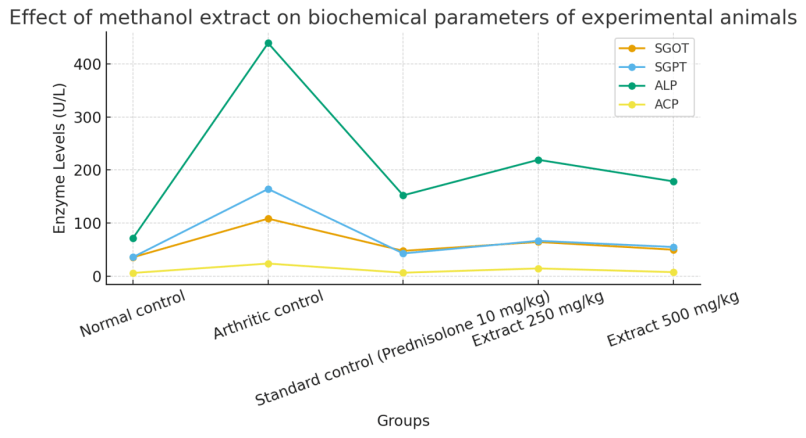 Effect of methanol extract on biochemical parameters of experimental animals
SGOT
SGPT
ALP
ACP
Enzyme Levels (U/L)
400
300
200
100
0
Normal control
Arthritic control
Standard control (Prednisolone 10 mg/kg)
Extract 250 mg/kg
Extract 500 mg/kg
Groups